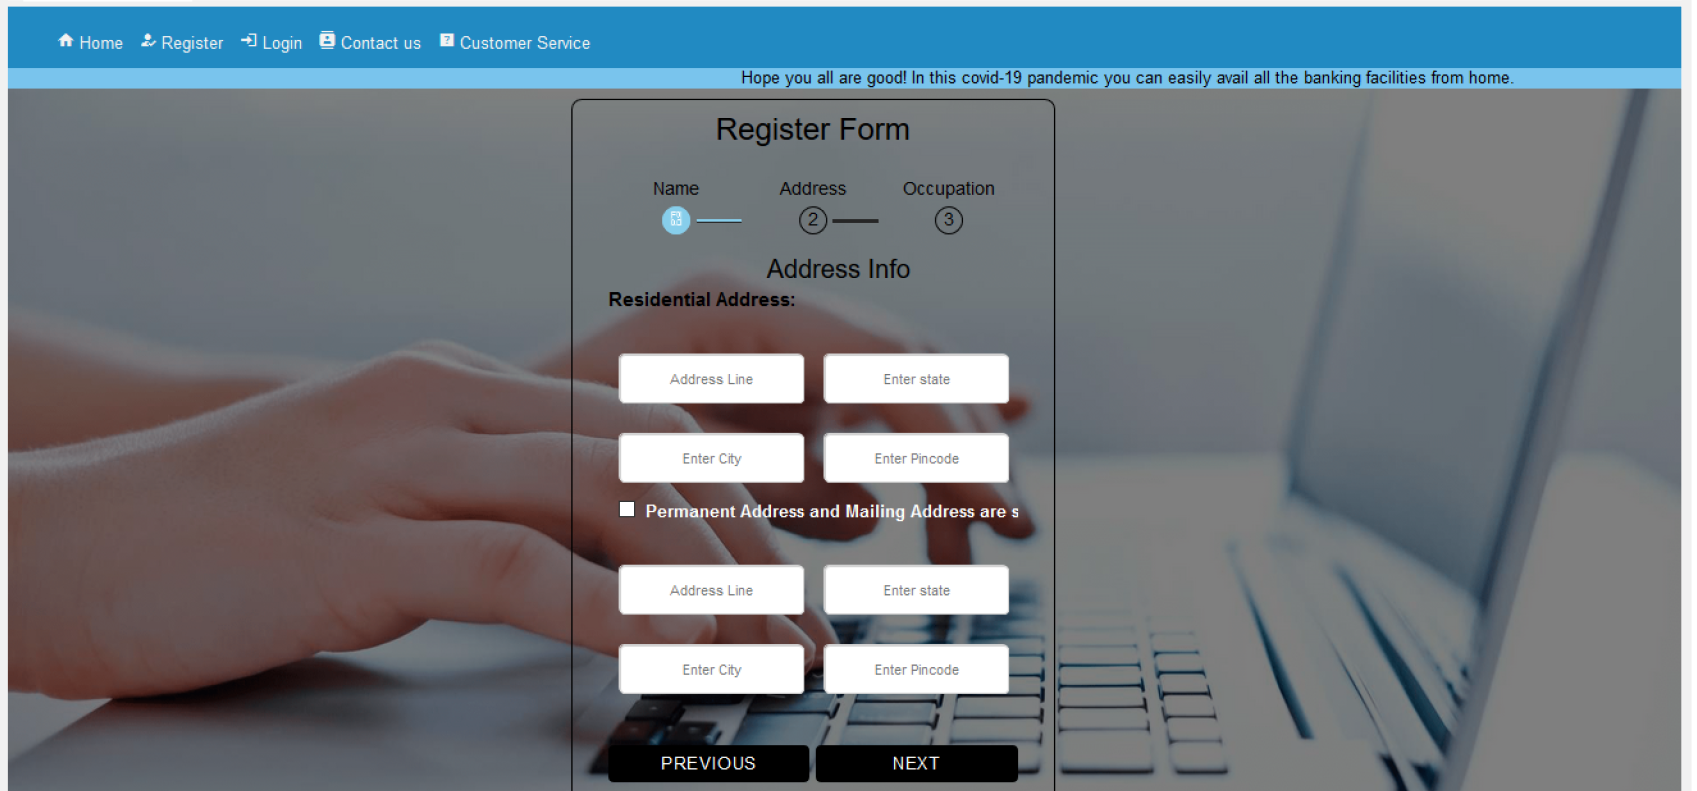 Home Register Login Contact us Customer Service
Hope you all are good! In this covid-19 pandemic you can easily avail all the banking facilities from home.
Register Form
Name Address Occupation
2 3
Address Info
Residential Address:
Address Line Enter state
Enter City Enter Pincode
Permanent Address and Mailing Address are s
Address Line Enter state
Enter City Enter Pincode
PREVIOUS NEXT